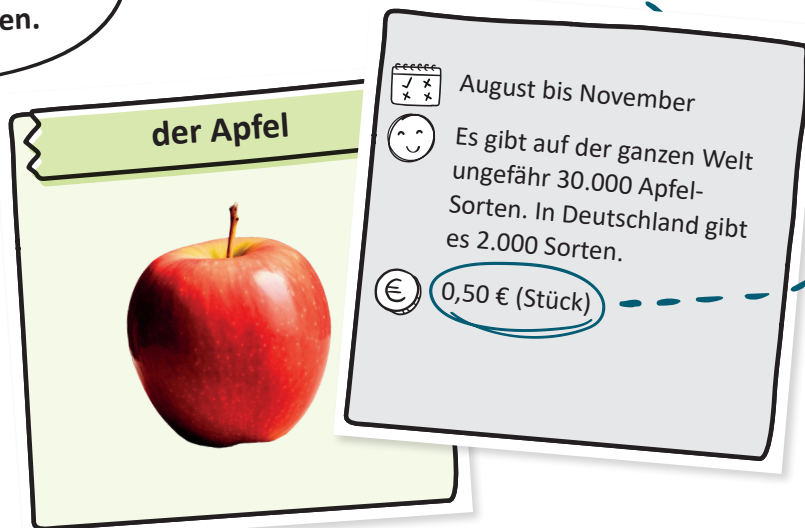 en.
der Apfel
August bis November
Es gibt auf der ganzen Welt
ungefähr 30.000 Apfel-
Sorten. In Deutschland gibt
es 2.000 Sorten.
€
0,50 € (Stück)